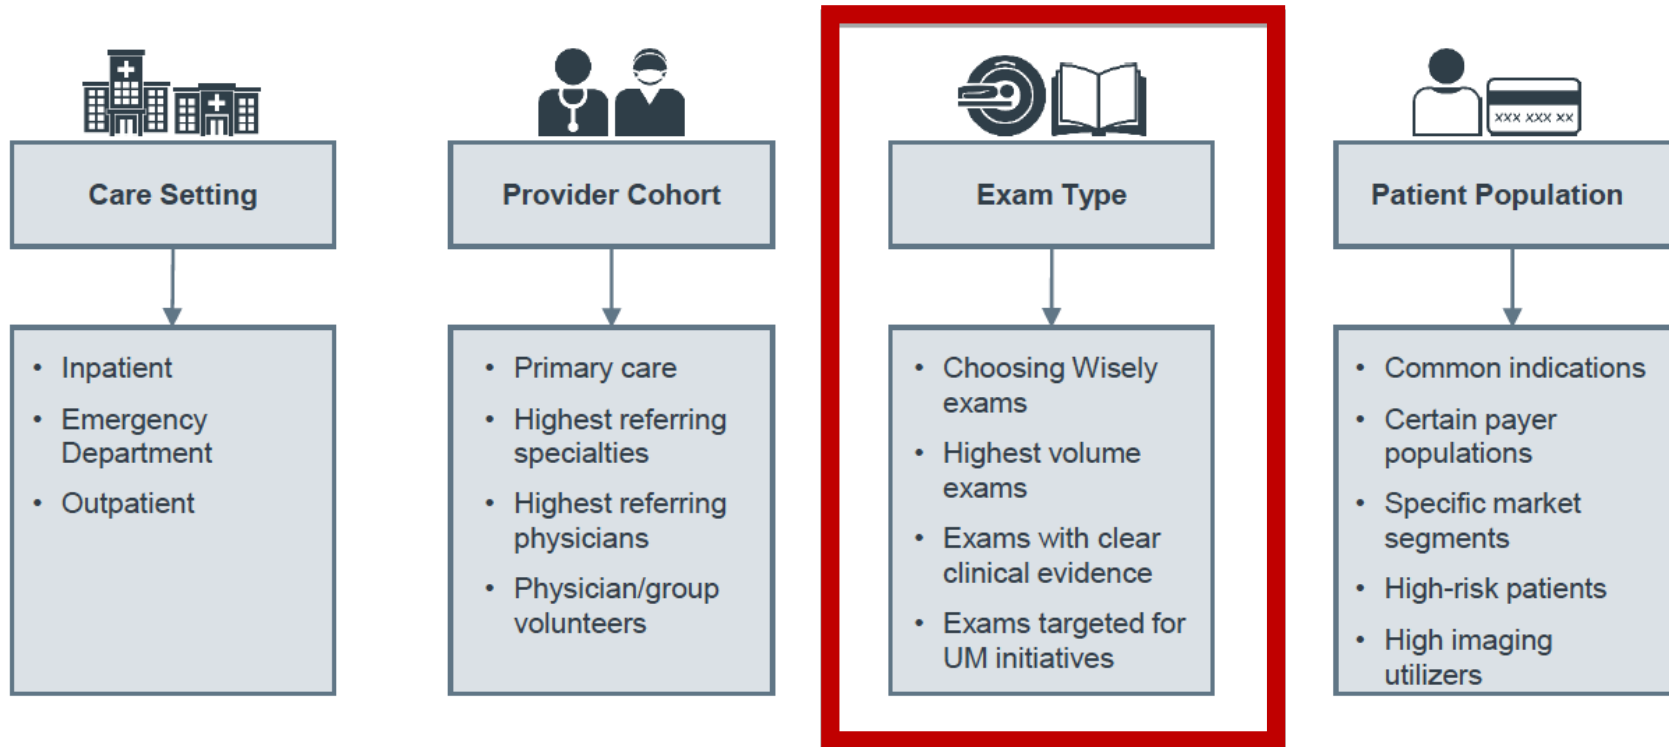 xxx xxx xx
Care Setting
Inpatient
Emergency
Department
Outpatient
Provider Cohort
Primary care
Highest referring
specialties
Highest referring
physicians
Physician/group
volunteers
Exam Type
Choosing Wisely
exams
Highest volume
exams
Exams with clear
clinical evidence
Exams targeted for
UM initiatives
Patient Population
Common indications
Certain payer
populations
Specific market
segments
High-risk patients
High imaging
utilizers